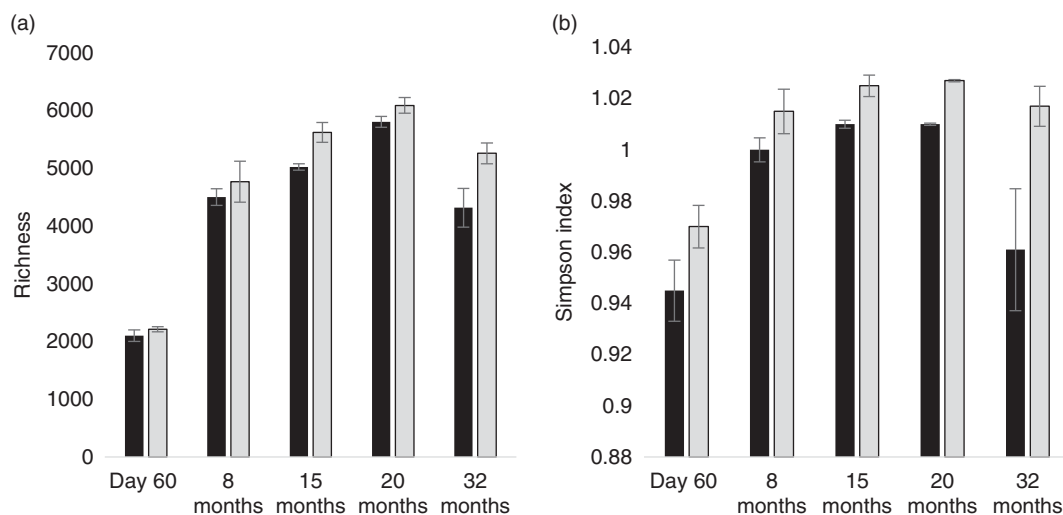 (a)
7000
6000
5000
4000
3000
2000
1000
0
Richness
Day 60
8 months
15 months
20 months
32 months
(b)
1.04
1.02
1
0.98
0.96
0.94
0.92
0.9
0.88
Simpson index
Day 60
8 months
15 months
20 months
32 months